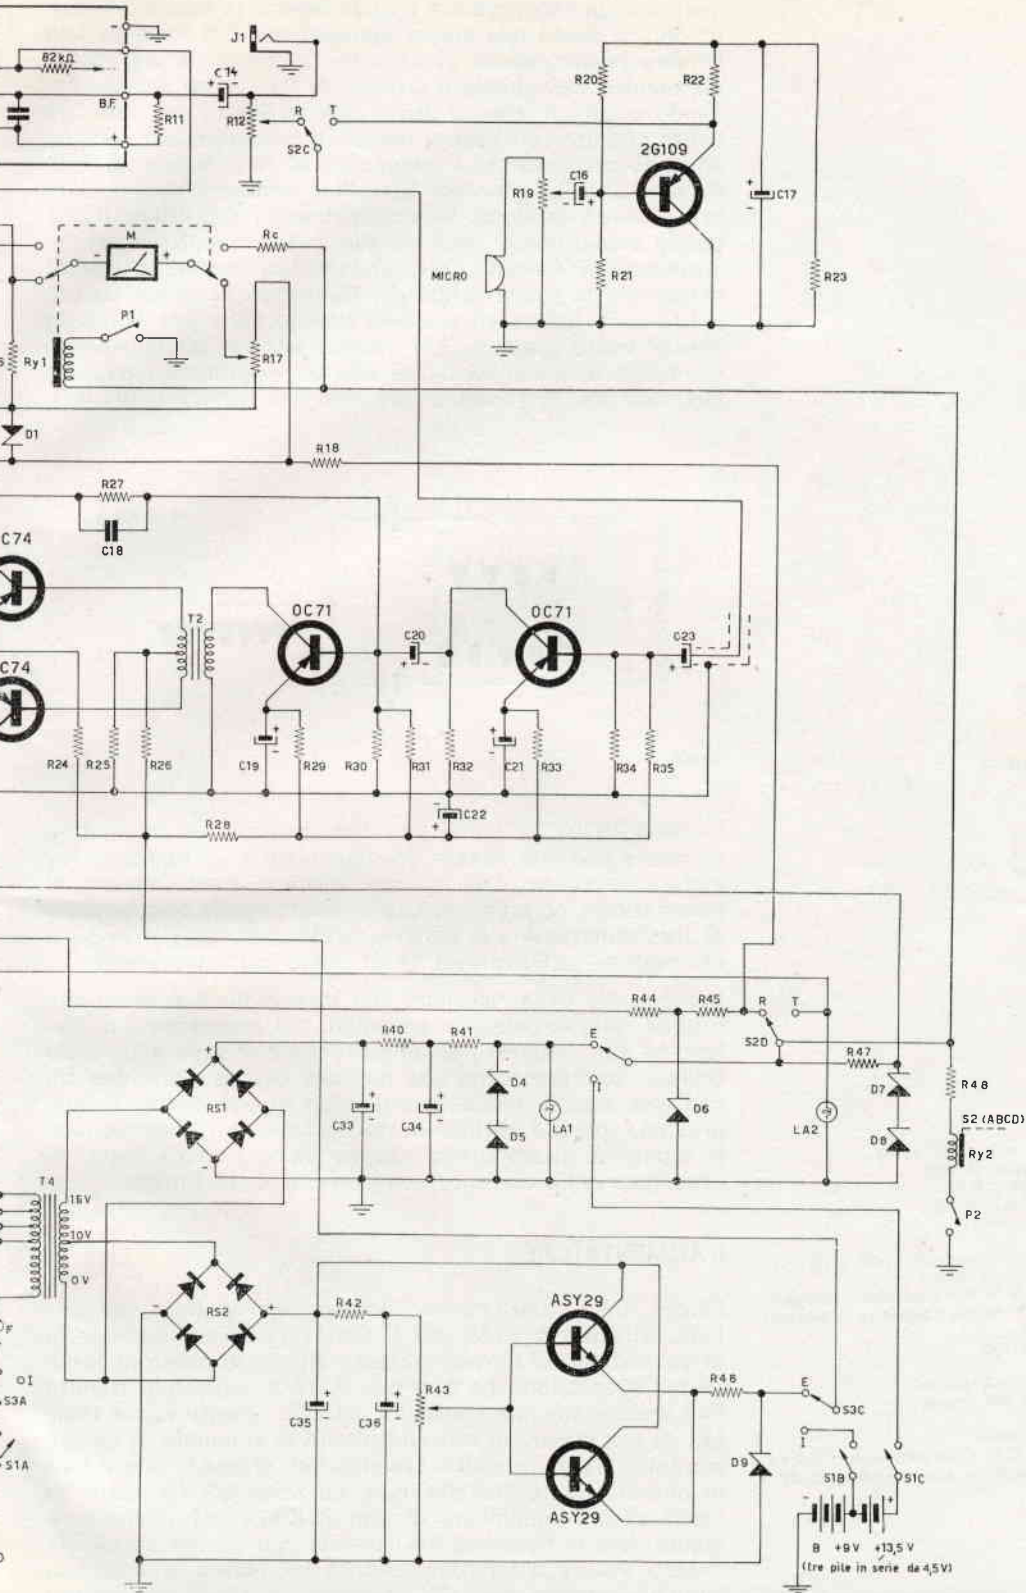 -
J1
82kΩ
+ C14 -
R20
R22
B.F.
R11
R12
R
T
+
S2C
2G109
C16
R19
- +
+
C17
-
M
Rc
- +
MICRO
R21
R23
P1
Ry1
R17
D1
R18
R27
C18
C74
T2
OC71
OC71
C20
+ -
C23
+ -
C74
R24
R25
R26
+
C19
-
R29
R30
R31
R32
+
C21
-
R33
R34
R35
-
C22
+
R28
R44
R45
R
T
S2D
R40
R41
E
R47
+
RS1
-
D4
D7
R48
I
+
C33
+
C34
D5
LA1
D6
LA2
D8
S2 (ABCD)
Ry2
T4
16V
10V
0V
P2
-
RS2
+
R42
ASY29
OF
OI
S3A
R43
R46
E
S3C
+
C35
+
C36
I
S1A
D9
S1B
S1C
ASY29
- +
B +9V +13,5 V
(tre pile in serie da 4,5V)